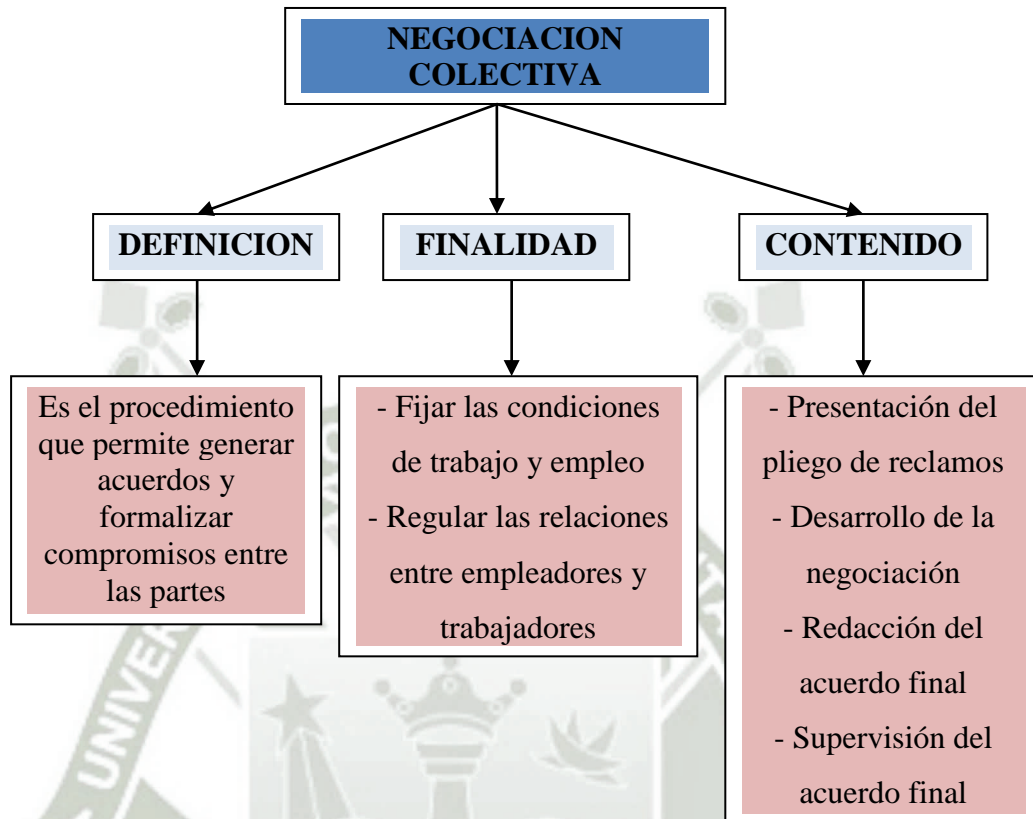 NEGOCIACION
COLECTIVA
DEFINICION
FINALIDAD
CONTENIDO
Es el procedimiento
que permite generar
acuerdos y
formalizar
compromisos entre
las partes
- Fijar las condiciones
de trabajo y empleo
- Regular las relaciones
entre empleadores y
trabajadores
- Presentación del
pliego de reclamos
- Desarrollo de la
negociación
- Redacción del
acuerdo final
- Supervisión del
acuerdo final